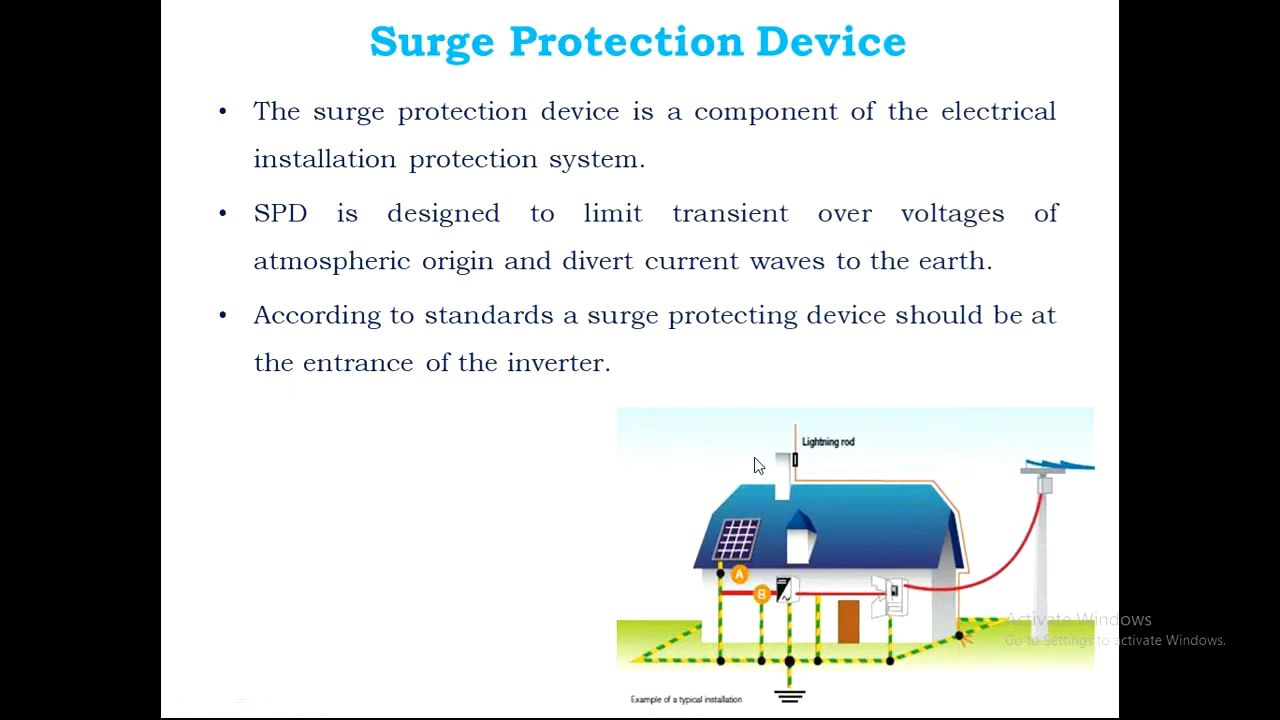 Surge Protection Device
• The surge protection device is a component of the electrical
installation protection system.
• SPD is designed to limit transient over voltages of
atmospheric origin and divert current waves to the earth.
• According to standards a surge protecting device should be at
the entrance of the inverter.
Lightning rod
A
B
Activate Windows
Go to Settings to activate Windows.
Example of a typical installation